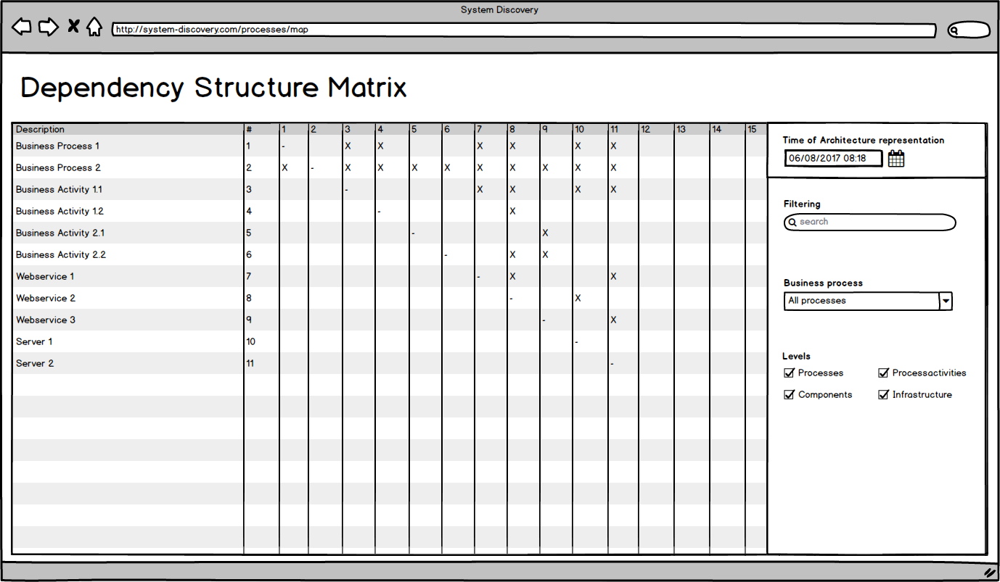 System Discovery
http://system-discovery.com/processes/map
Dependency Structure Matrix
Description # 1 2 3 4 5 6 7 8 9 10 11 12 13 14 15
Business Process 1 1 - X X X X X X
Business Process 2 2 X - X X X X X X X X X
Business Activity 1.1 3 - X X X X
Business Activity 1.2 4 - X
Business Activity 2.1 5 - X
Business Activity 2.2 6 - X X
Webservice 1 7 - X X
Webservice 2 8 - X
Webservice 3 9 - X
Server 1 10 -
Server 2 11 -
Time of Architecture representation
06/08/2017 08:18
Filtering
search
Business process
All processes
Levels
Processes Processactivities
Components Infrastructure